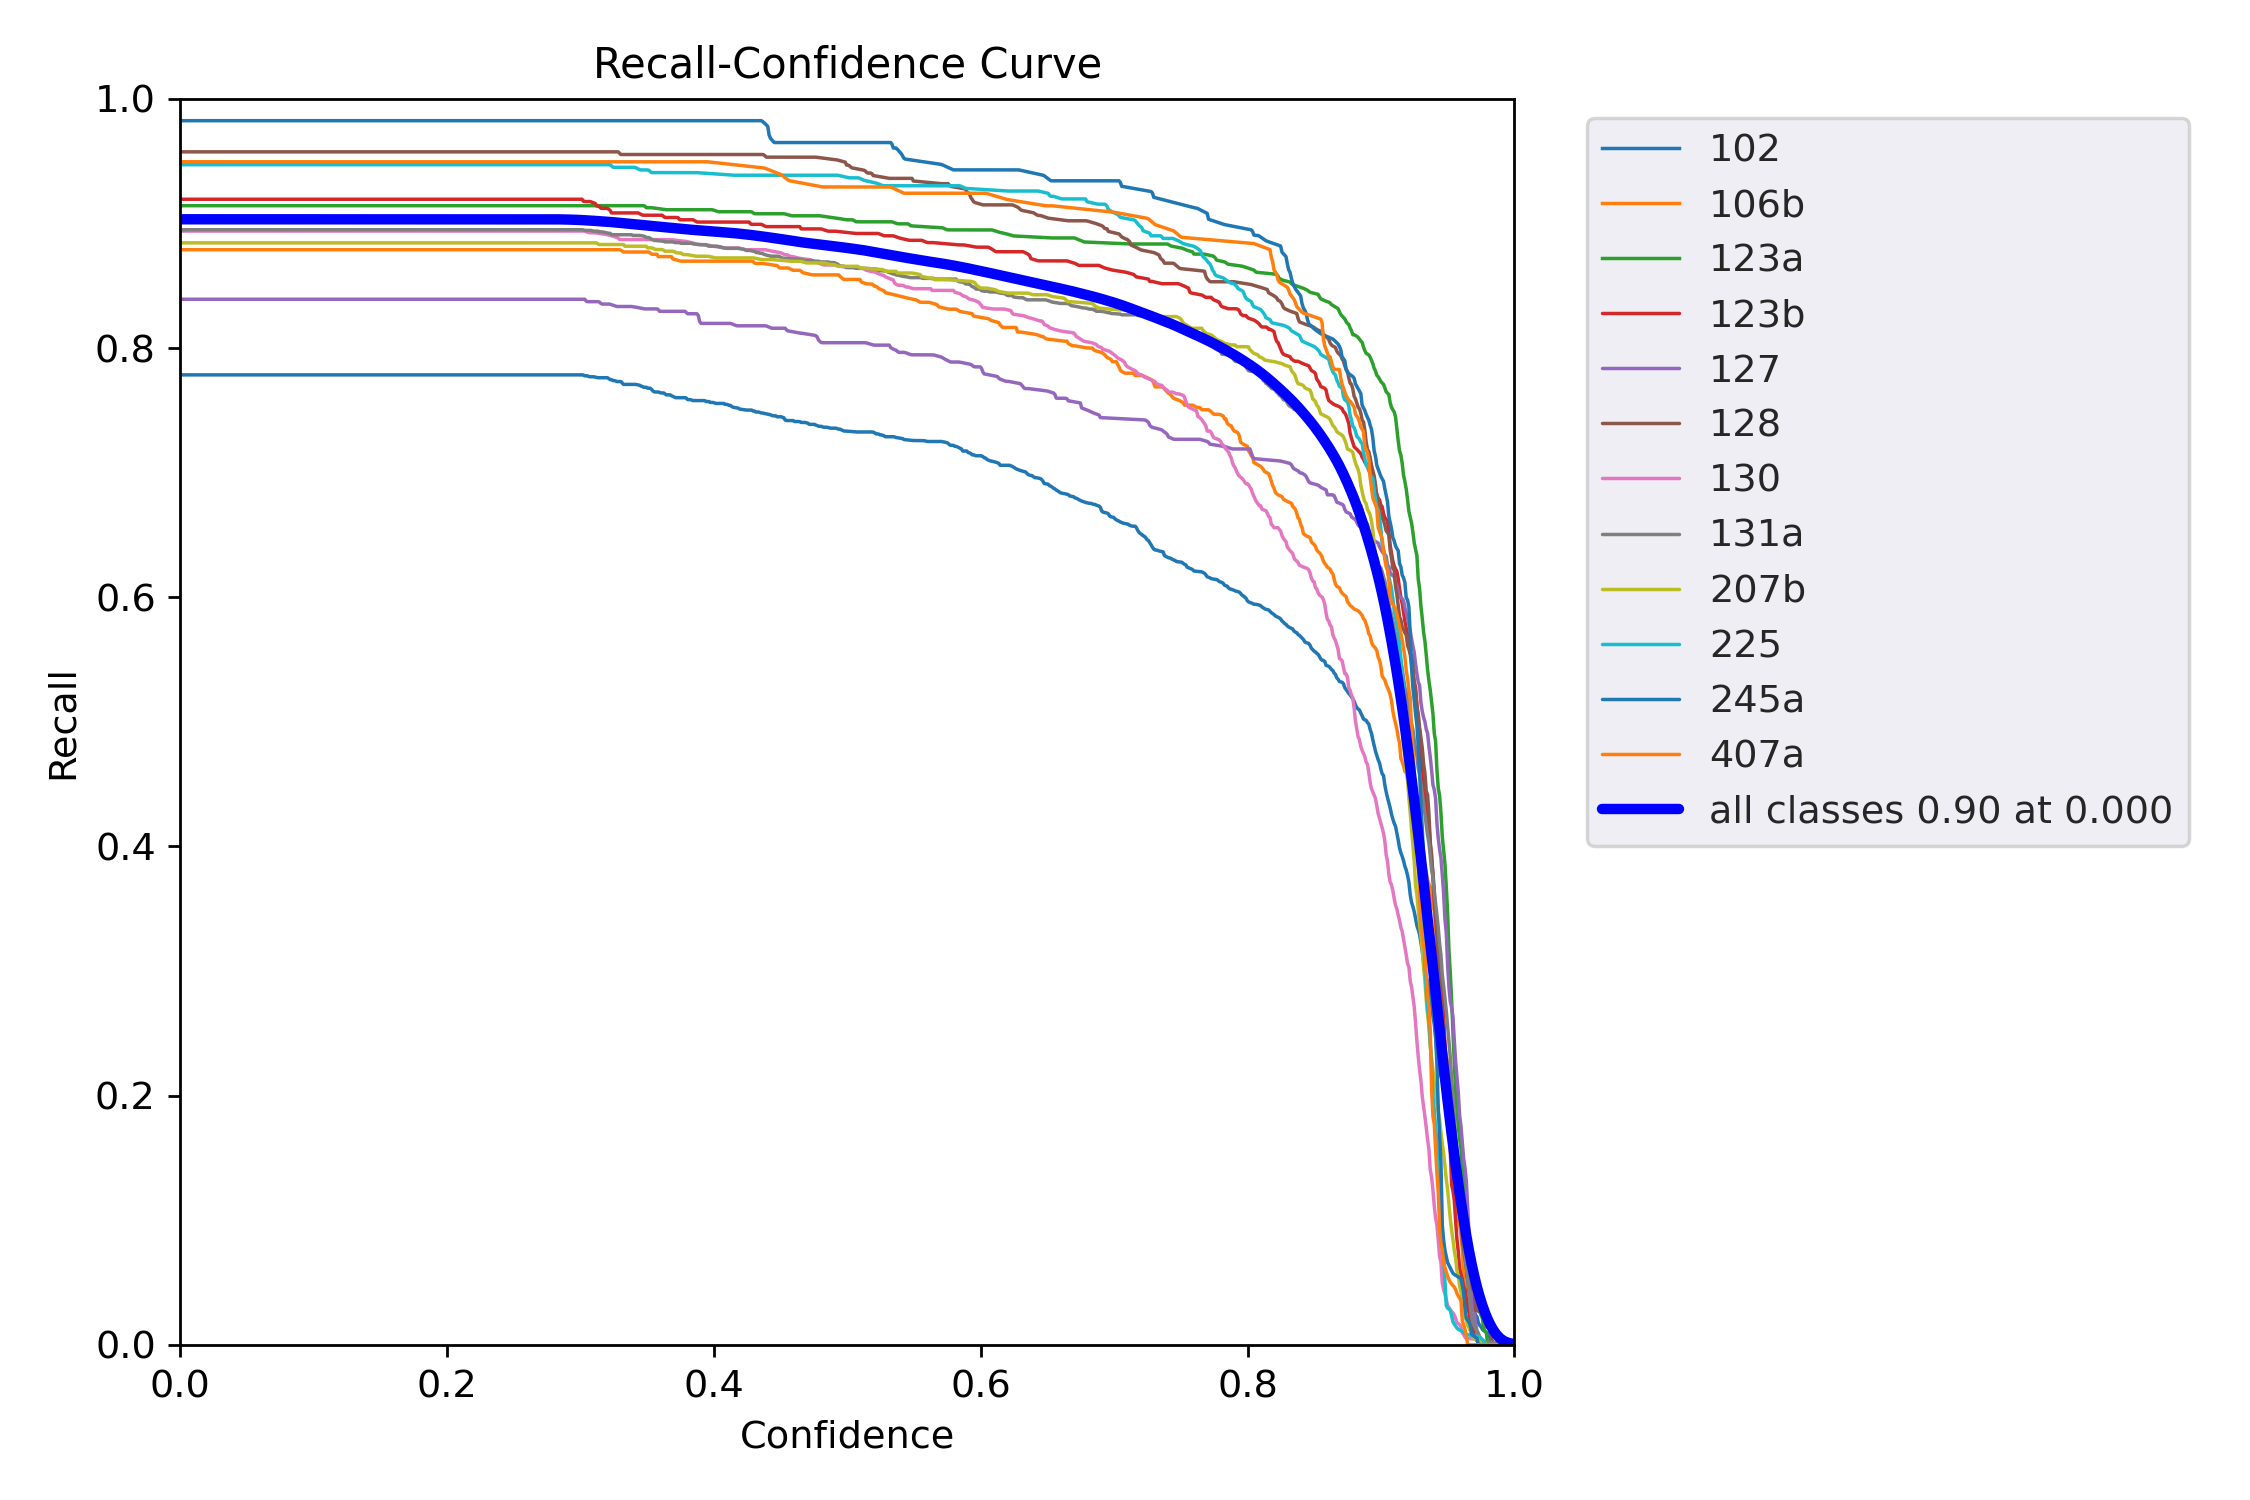 Recall-Confidence Curve
1.0
0.8
0.6
0.4
0.2
0.0
Recall
0.0 0.2 0.4 0.6 0.8 1.0
Confidence
102
106b
123a
123b
127
128
130
131a
207b
225
245a
407a
all classes 0.90 at 0.000